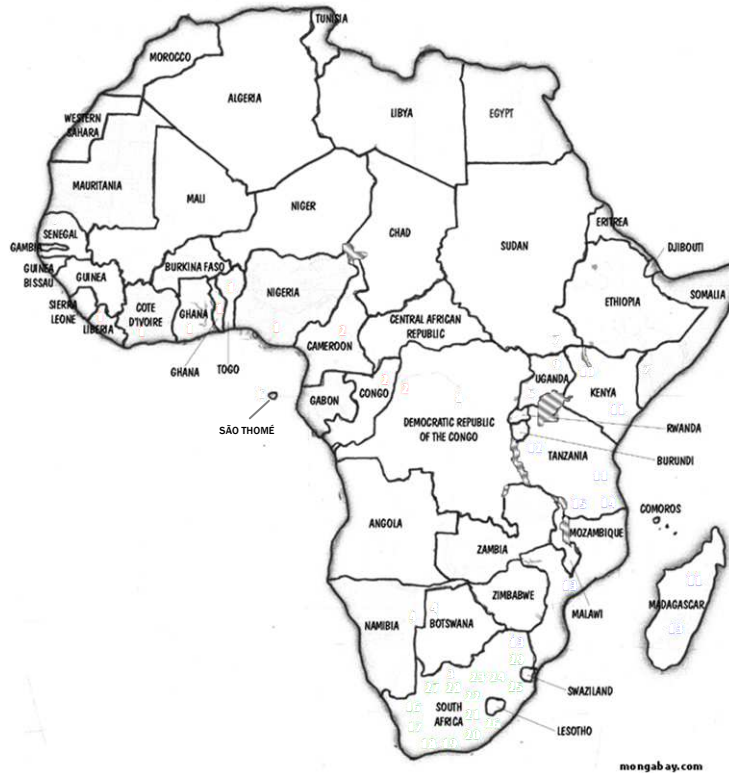 TUNISIA
MOROCCO
ALGERIA
LIBYA
EGYPT
WESTERN
SAHARA
MAURITANIA
MALI
NIGER
CHAD
SUDAN
ERITREA
DJIBOUTI
SENEGAL
GAMBIA
GUINEA
BISSAU
GUINEA
BURKINA FASO
NIGERIA
ETHIOPIA
SOMALIA
SIERRA
LEONE
LIBERIA
COTE
D'IVOIRE
GHANA
CENTRAL AFRICAN
REPUBLIC
CAMEROON
GHANA
TOGO
UGANDA
KENYA
GABON
CONGO
SÃO THOMÉ
DEMOCRATIC REPUBLIC
OF THE CONGO
RWANDA
BURUNDI
TANZANIA
COMOROS
ANGOLA
ZAMBIA
MOZAMBIQUE
MALAWI
MADAGASCAR
ZIMBABWE
NAMIBIA
BOTSWANA
SWAZILAND
SOUTH
AFRICA
LESOTHO
mongabay.com